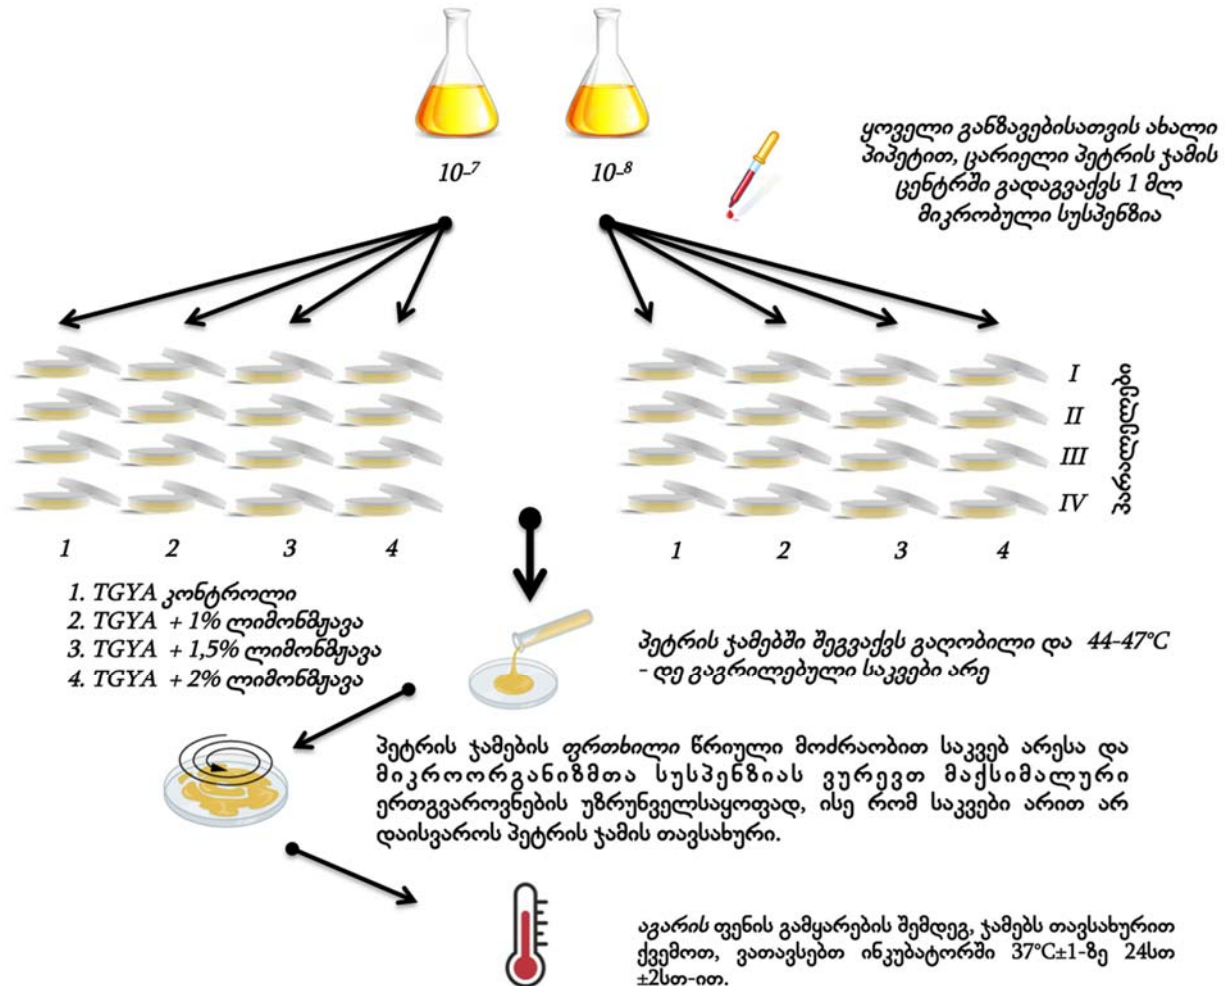 10-7
10-8
ყოველი განზავებისათვის ახალი
პიპეტით, ცარიელი პეტრის ჯამის
ცენტრში გადაგვაქვს 1 მლ
მიკრობული სუსპენზია
I
II
III
IV
პარალელები
1 2 3 4
1 2 3 4
1. TGYA კონტროლი
2. TGYA + 1% ლიმონმჟავა
3. TGYA + 1,5% ლიმონმჟავა
4. TGYA + 2% ლიმონმჟავა
პეტრის ჯამებში შეგვაქვს გაღობილი და 44-47°C
- დე გაგრილებული საკვები არე
პეტრის ჯამების ფრთხილი წრიული მოძრაობით საკვებ არესა და
მიკროორგანიზმთა სუსპენზიას ვურევთ მაქსიმალური
ერთგვაროვნების უზრუნველსაყოფად, ისე რომ საკვები არით არ
დაისვაროს პეტრის ჯამის თავსახური.
აგარის ფენის გამყარების შემდეგ, ჯამებს თავსახურით
ქვემოთ, ვათავსებთ ინკუბატორში 37°C±1-ზე 24სთ
±2სთ-ით.